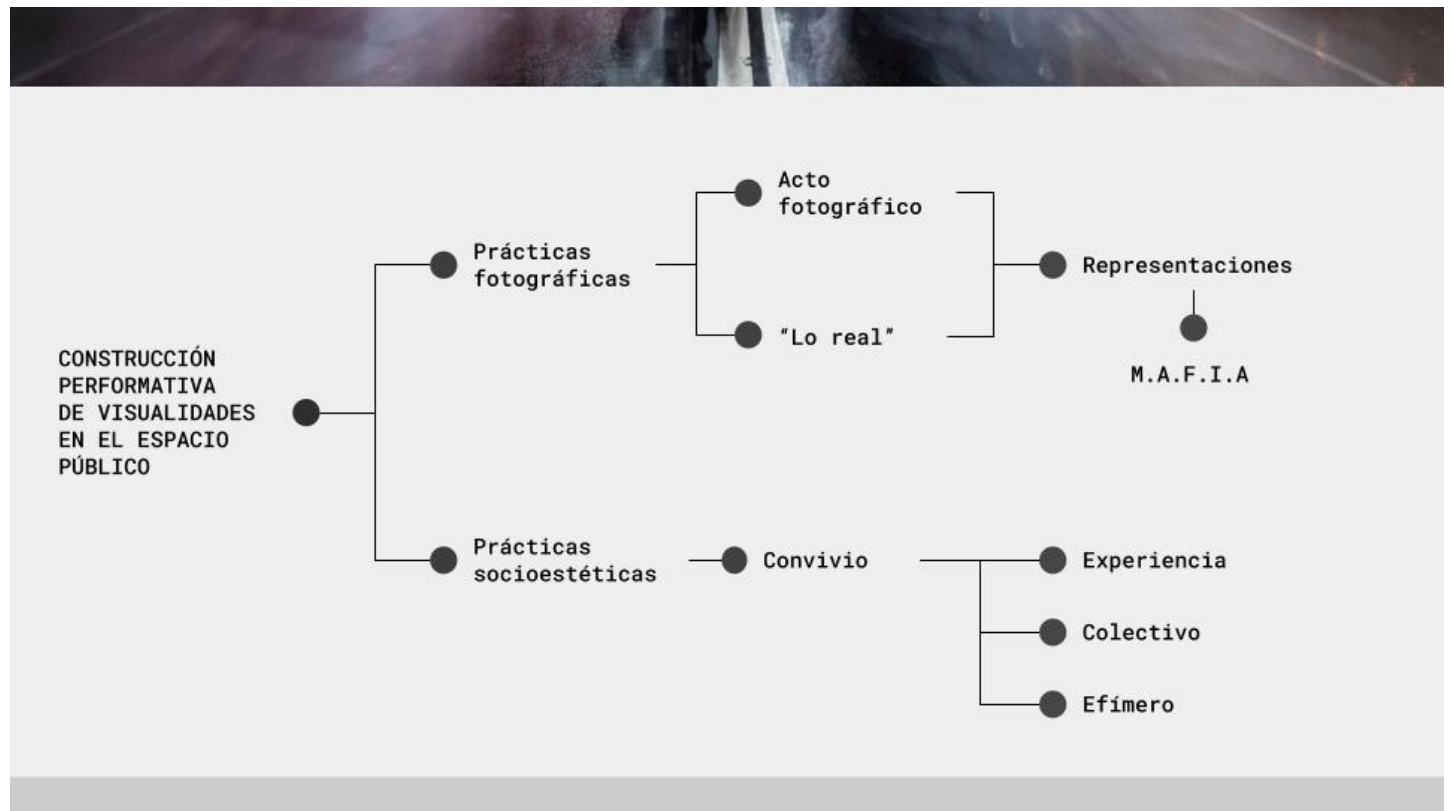 CONSTRUCCIÓN
PERFORMATIVA
DE VISUALIDADES
EN EL ESPACIO
PÚBLICO
Prácticas
fotográficas
Acto
fotográfico
"Lo real"
Representaciones
M.A.F.I.A
Prácticas
socioestéticas
Convivio
Experiencia
Colectivo
Efímero